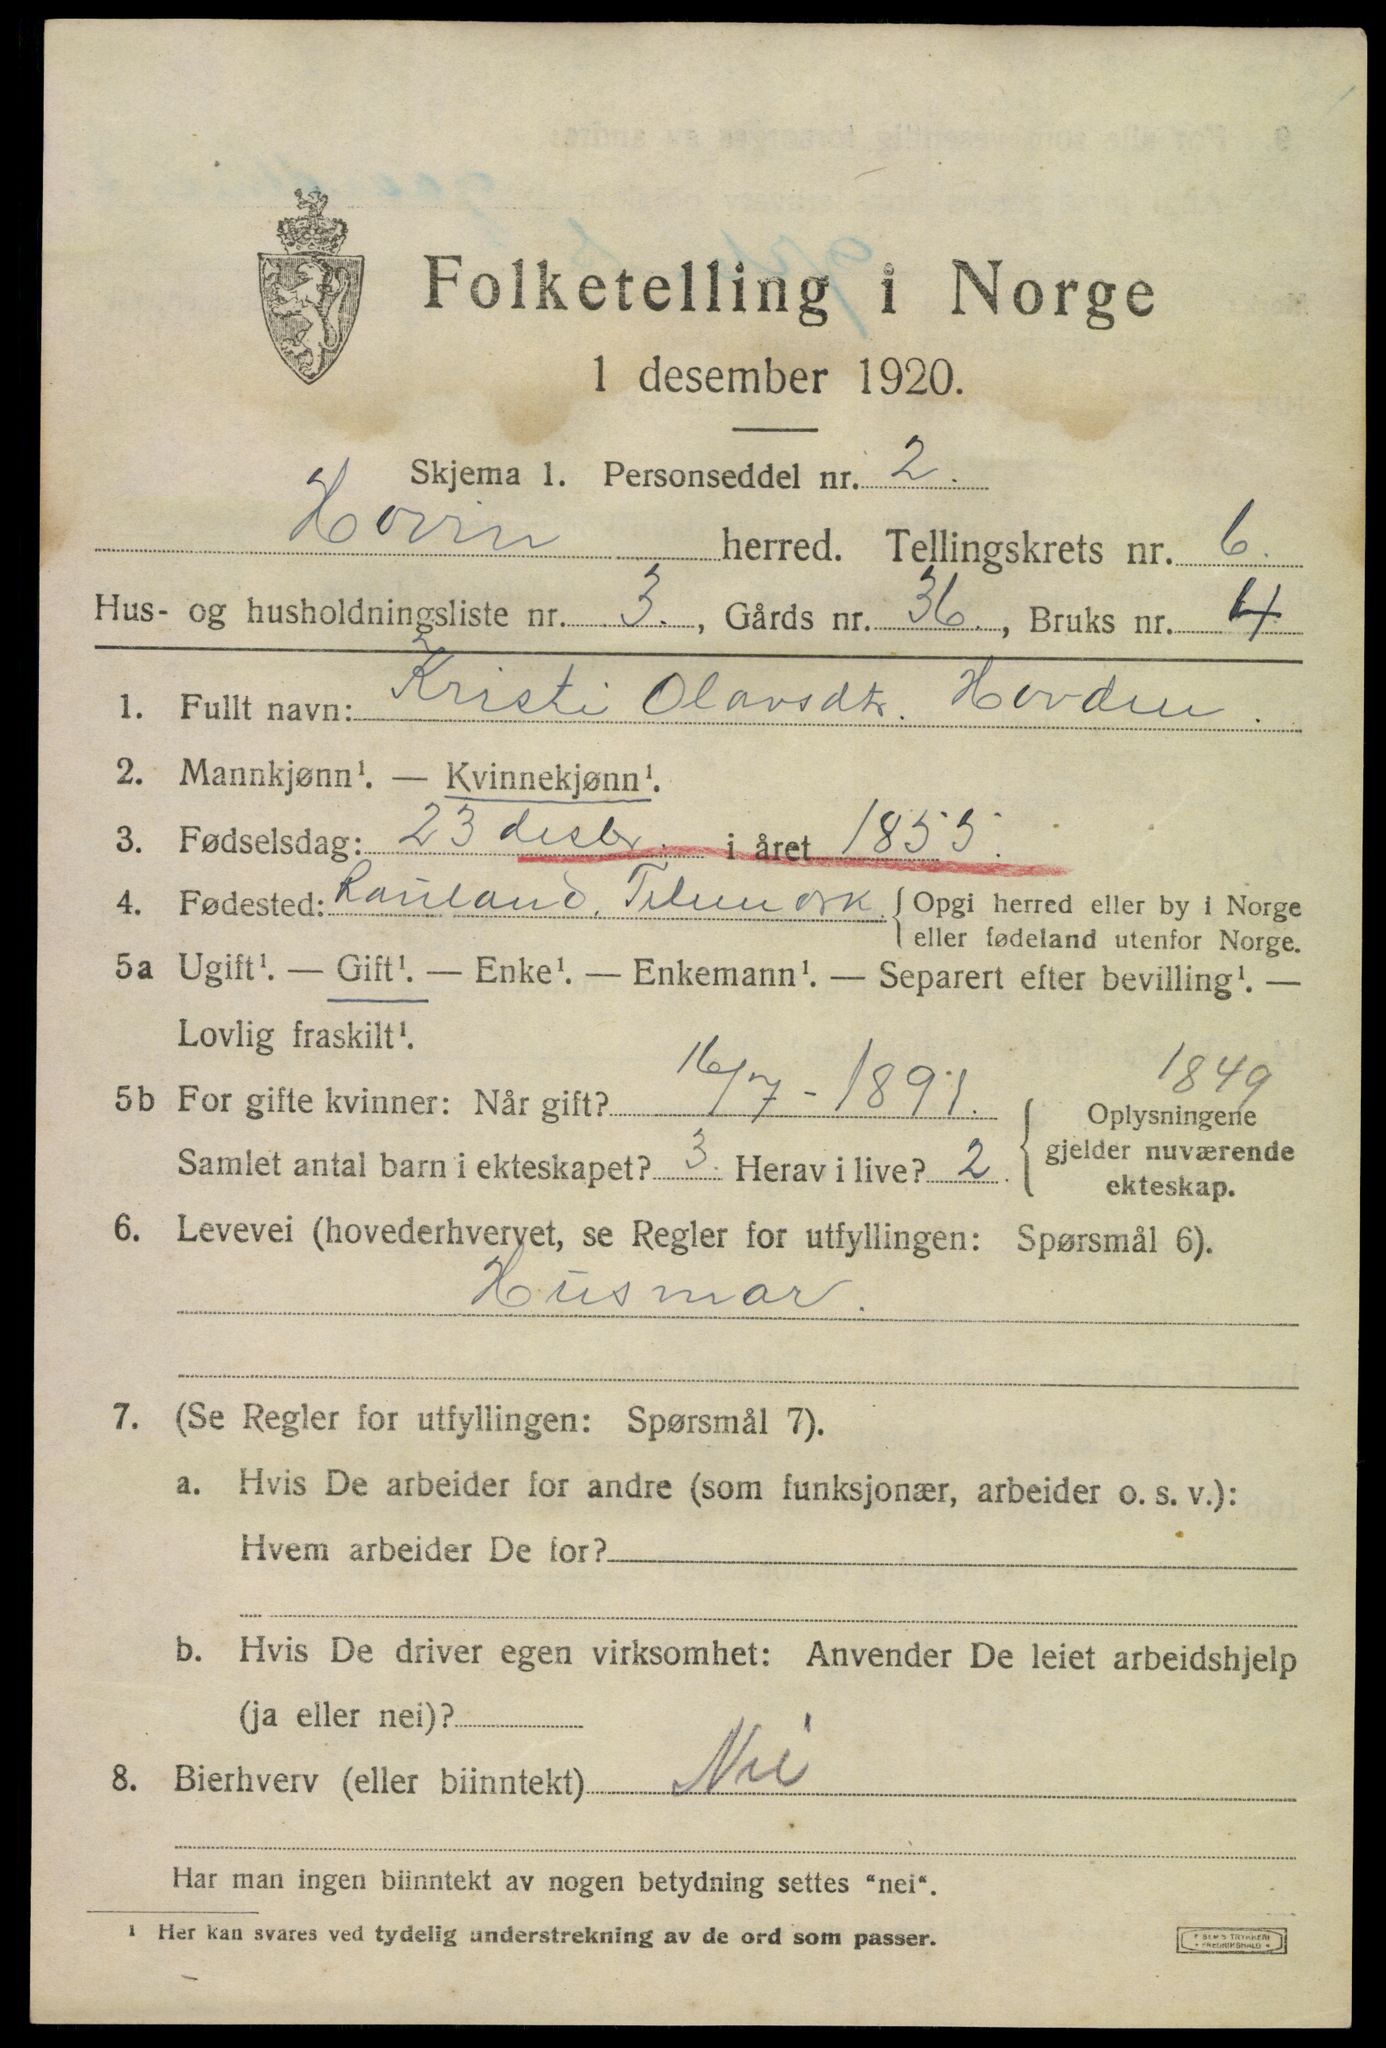 Folketelling i Norge
1 desember 1920.
Skjema 1. Personseddel nr. 2.
Hovin herred. Tellingskrets nr. 6.
Hus- og husholdningsliste nr. 3., Gårds nr. 36., Bruks nr. 4
1. Fullt navn: Kristi Olavsdtr. Hovden.
2. Mannkjønn¹. — Kvinnekjønn¹.
3. Fødselsdag: 23 desbr. i året 1855.
4. Fødested: Rauland, Telemork. { Opgi herred eller by i Norge
eller fødeland utenfor Norge.
5a Ugift¹. — Gift¹. — Enke¹. — Enkemann¹. — Separert efter bevilling¹. —
Lovlig fraskilt¹.
1849
5b For gifte kvinner: Når gift? 16/7 - 1891. { Oplysningene
gjelder nuværende
Samlet antal barn i ekteskapet? 3. Herav i live? 2.
ekteskap.
6. Levevei (hovederhvervet, se Regler for utfyllingen: Spørsmål 6).
Husmor.
7. (Se Regler for utfyllingen: Spørsmål 7).
a. Hvis De arbeider for andre (som funksjonær, arbeider o. s. v.):
Hvem arbeider De for?
b. Hvis De driver egen virksomhet: Anvender De leiet arbeidshjelp
(ja eller nei)?
8. Bierhverv (eller biinntekt) Nei
Har man ingen biinntekt av nogen betydning settes “nei“.
¹ Her kan svares ved tydelig understrekning av de ord som passer.
TRYKKERI
FREDRIKSHALD